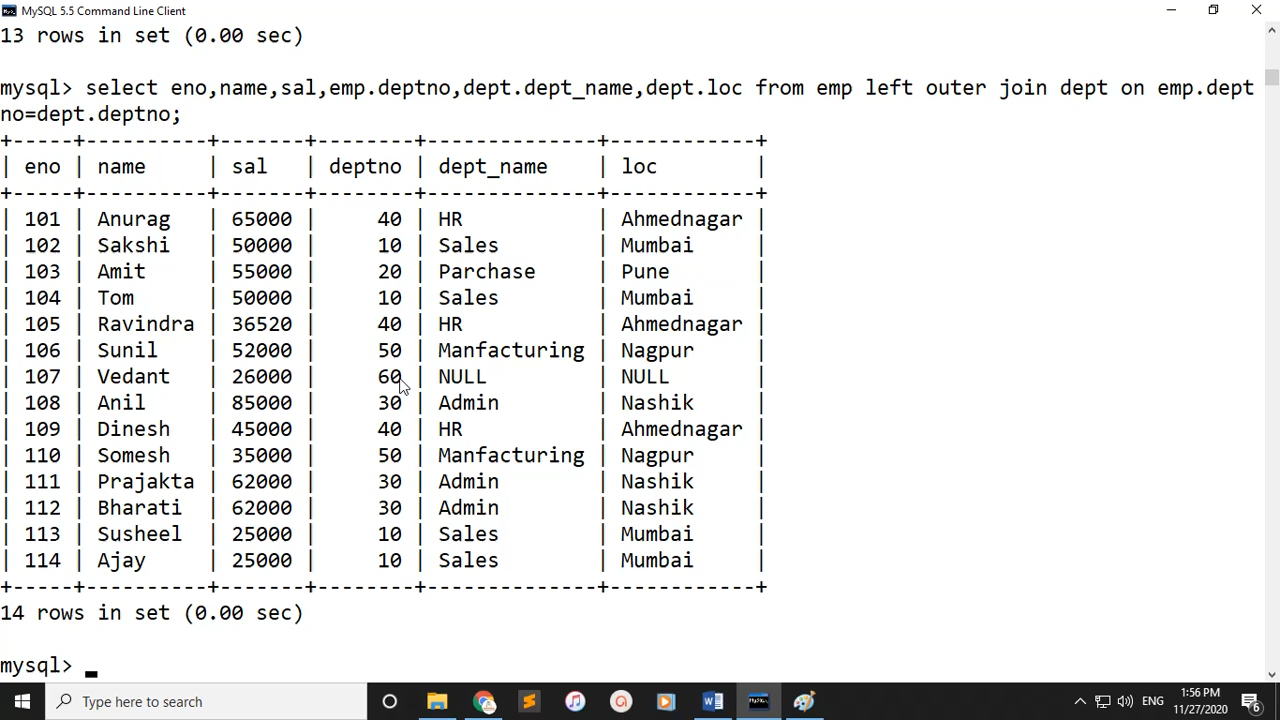 MySQL 5.5 Command Line Client
13 rows in set (0.00 sec)
mysql> select eno,name,sal,emp.deptno,dept.dept_name,dept.loc from emp left outer join dept on emp.dept
no=dept.deptno;
+-----+----------+-------+--------+-------------+------------+
| eno | name     | sal   | deptno | dept_name   | loc        |
+-----+----------+-------+--------+-------------+------------+
| 101 | Anurag   | 65000 |     40 | HR          | Ahmednagar |
| 102 | Sakshi   | 50000 |     10 | Sales       | Mumbai     |
| 103 | Amit     | 55000 |     20 | Parchase    | Pune       |
| 104 | Tom      | 50000 |     10 | Sales       | Mumbai     |
| 105 | Ravindra | 36520 |     40 | HR          | Ahmednagar |
| 106 | Sunil    | 52000 |     50 | Manfacturing | Nagpur     |
| 107 | Vedant   | 26000 |     60 | NULL        | NULL       |
| 108 | Anil     | 85000 |     30 | Admin       | Nashik     |
| 109 | Dinesh   | 45000 |     40 | HR          | Ahmednagar |
| 110 | Somesh   | 35000 |     50 | Manfacturing | Nagpur     |
| 111 | Prajakta | 62000 |     30 | Admin       | Nashik     |
| 112 | Bharati  | 62000 |     30 | Admin       | Nashik     |
| 113 | Susheel  | 25000 |     10 | Sales       | Mumbai     |
| 114 | Ajay     | 25000 |     10 | Sales       | Mumbai     |
+-----+----------+-------+--------+-------------+------------+
14 rows in set (0.00 sec)
mysql>
Type here to search
ENG
1:56 PM
11/27/2020
6